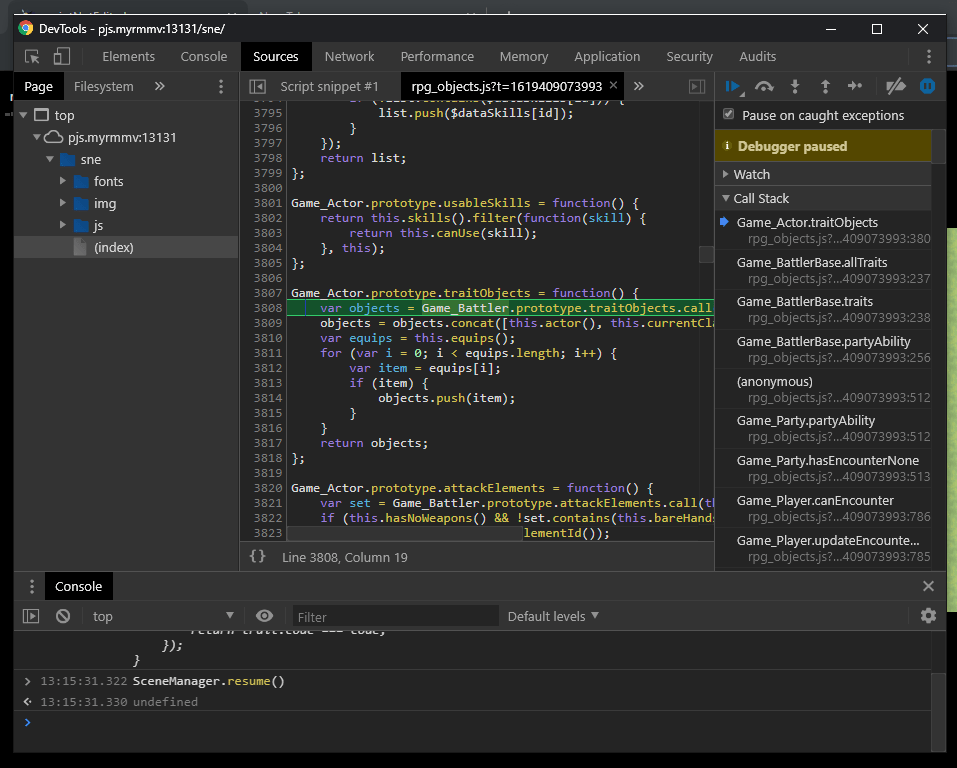 DevTools - pjs.myrmmv:13131/sne/
Elements Console Sources Network Performance Memory Application Security Audits
Page Filesystem » Script snippet #1 rpg_objects.js?t=1619409073993 × »
top
pjs.myrmmv:13131
sne
fonts
img
js
(index)
3795 list.push($dataSkills[id]);
3796 }
3797 });
3798 return list;
3799 };
3800
3801 Game_Actor.prototype.usableSkills = function() {
3802 return this.skills().filter(function(skill) {
3803 return this.canUse(skill);
3804 }, this);
3805 };
3806
3807 Game_Actor.prototype.traitObjects = function() {
3808 var objects = Game_Battler.prototype.traitObjects.call
3809 objects = objects.concat([this.actor(), this.currentCl
3810 var equips = this.equips();
3811 for (var i = 0; i < equips.length; i++) {
3812 var item = equips[i];
3813 if (item) {
3814 objects.push(item);
3815 }
3816 }
3817 return objects;
3818 };
3819
3820 Game_Actor.prototype.attackElements = function() {
3821 var set = Game_Battler.prototype.attackElements.call(t
3822 if (this.hasNoWeapons() && !set.contains(this.bareHand
3823 lementId());
{} Line 3808, Column 19
Pause on caught exceptions
Debugger paused
Watch
Call Stack
Game_Actor.traitObjects
rpg_objects.js?...409073993:380
Game_BattlerBase.allTraits
rpg_objects.js?...409073993:237
Game_BattlerBase.traits
rpg_objects.js?...409073993:238
Game_BattlerBase.partyAbility
rpg_objects.js?...409073993:256
(anonymous)
rpg_objects.js?...409073993:512
Game_Party.partyAbility
rpg_objects.js?...409073993:512
Game_Party.hasEncounterNone
rpg_objects.js?...409073993:513
Game_Player.canEncounter
rpg_objects.js?...409073993:786
Game_Player.updateEncounte...
rpg_objects.js?...409073993:785
Console
top Filter Default levels
});
}
> 13:15:31.322 SceneManager.resume()
13:15:31.330 undefined
>